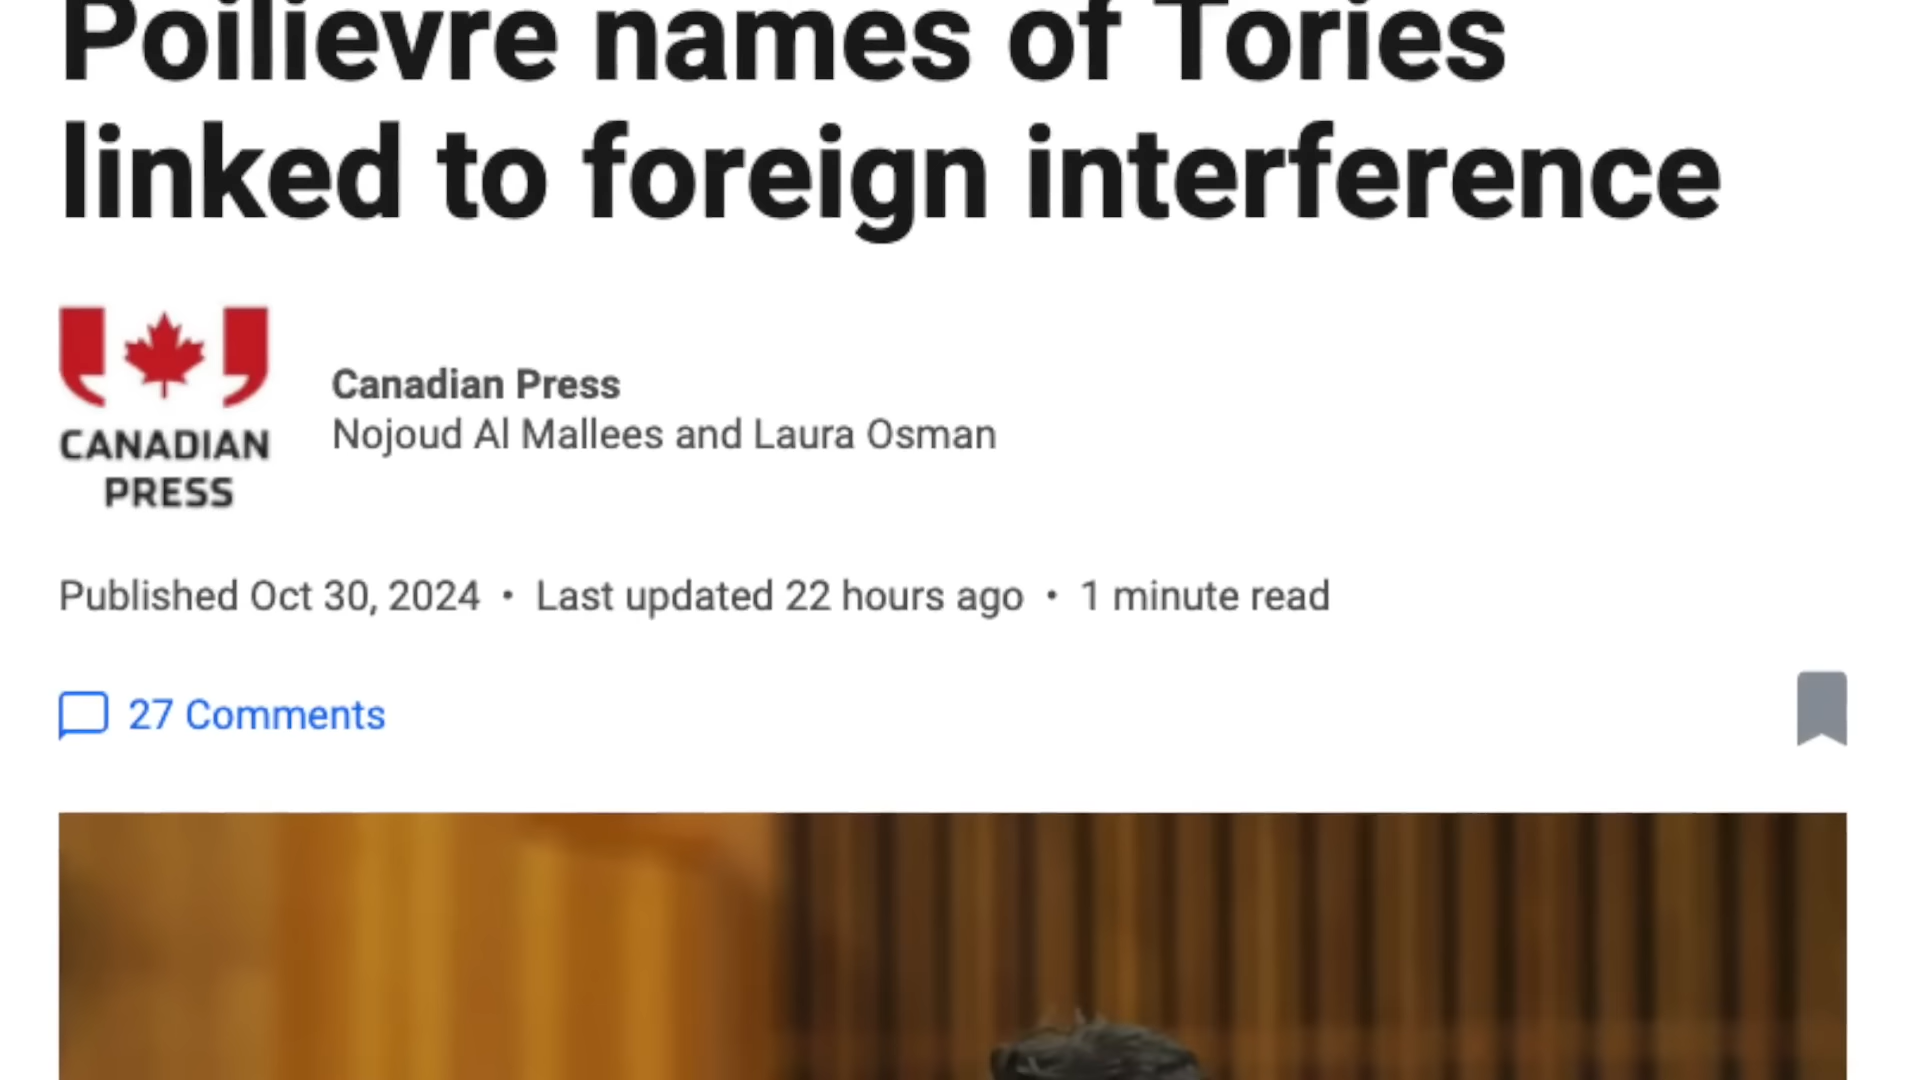 Poilievre names of Tories
linked to foreign interference
CANADIAN
PRESS
Canadian Press
Nojoud Al Mallees and Laura Osman
Published Oct 30, 2024 • Last updated 22 hours ago • 1 minute read
27 Comments